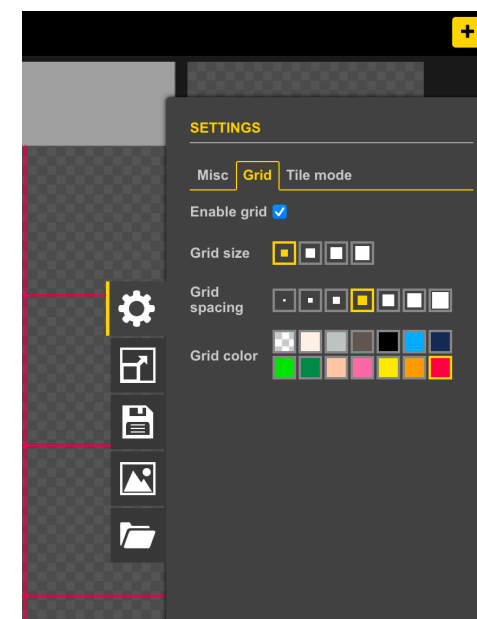 SETTINGS
Misc Grid Tile mode
Enable grid
Grid size
Grid
spacing
Grid color